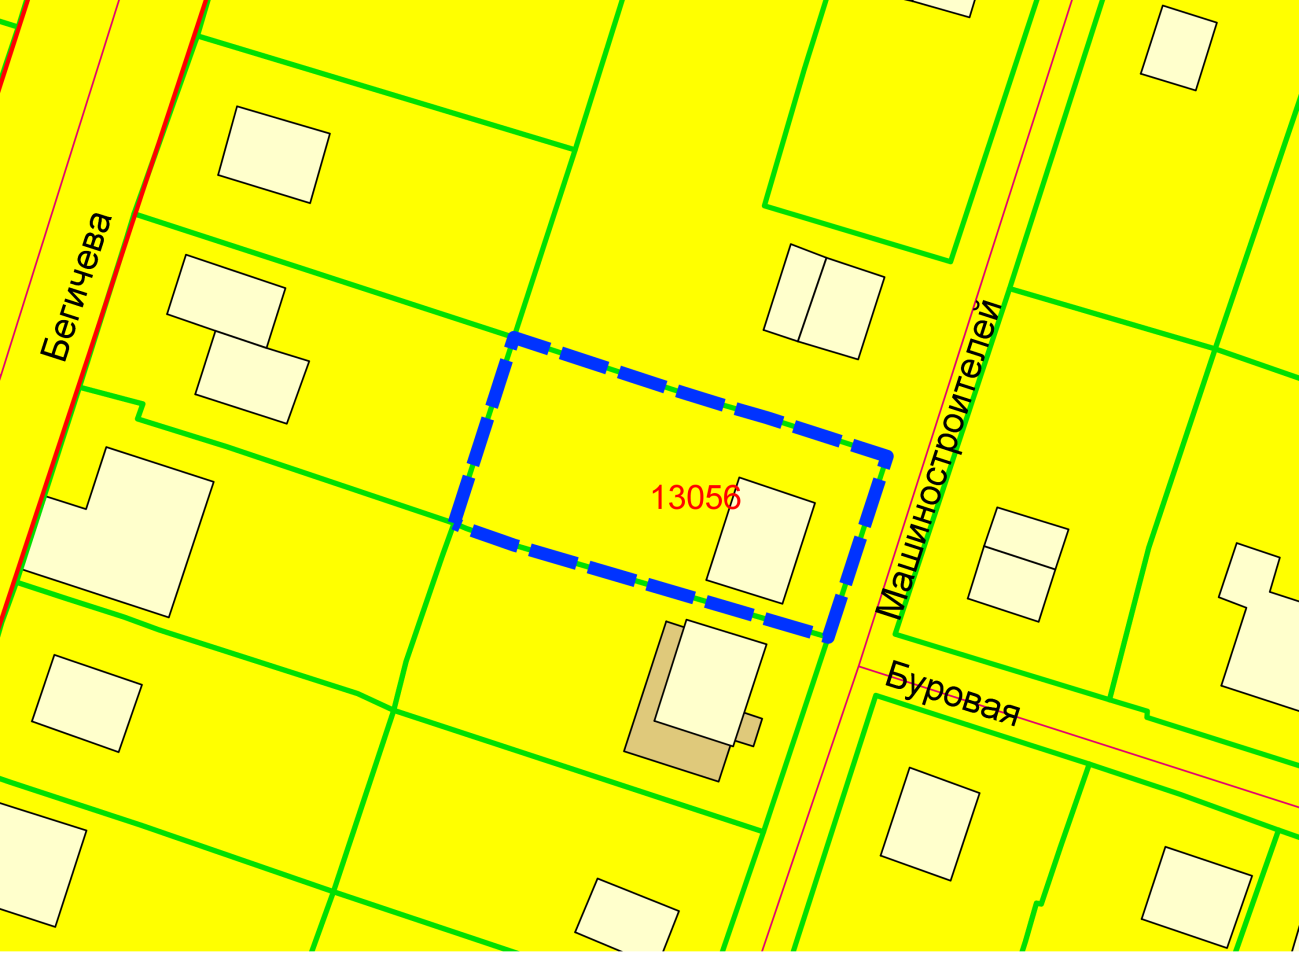 Бегичева
Машиностроителей
13056
Буровая